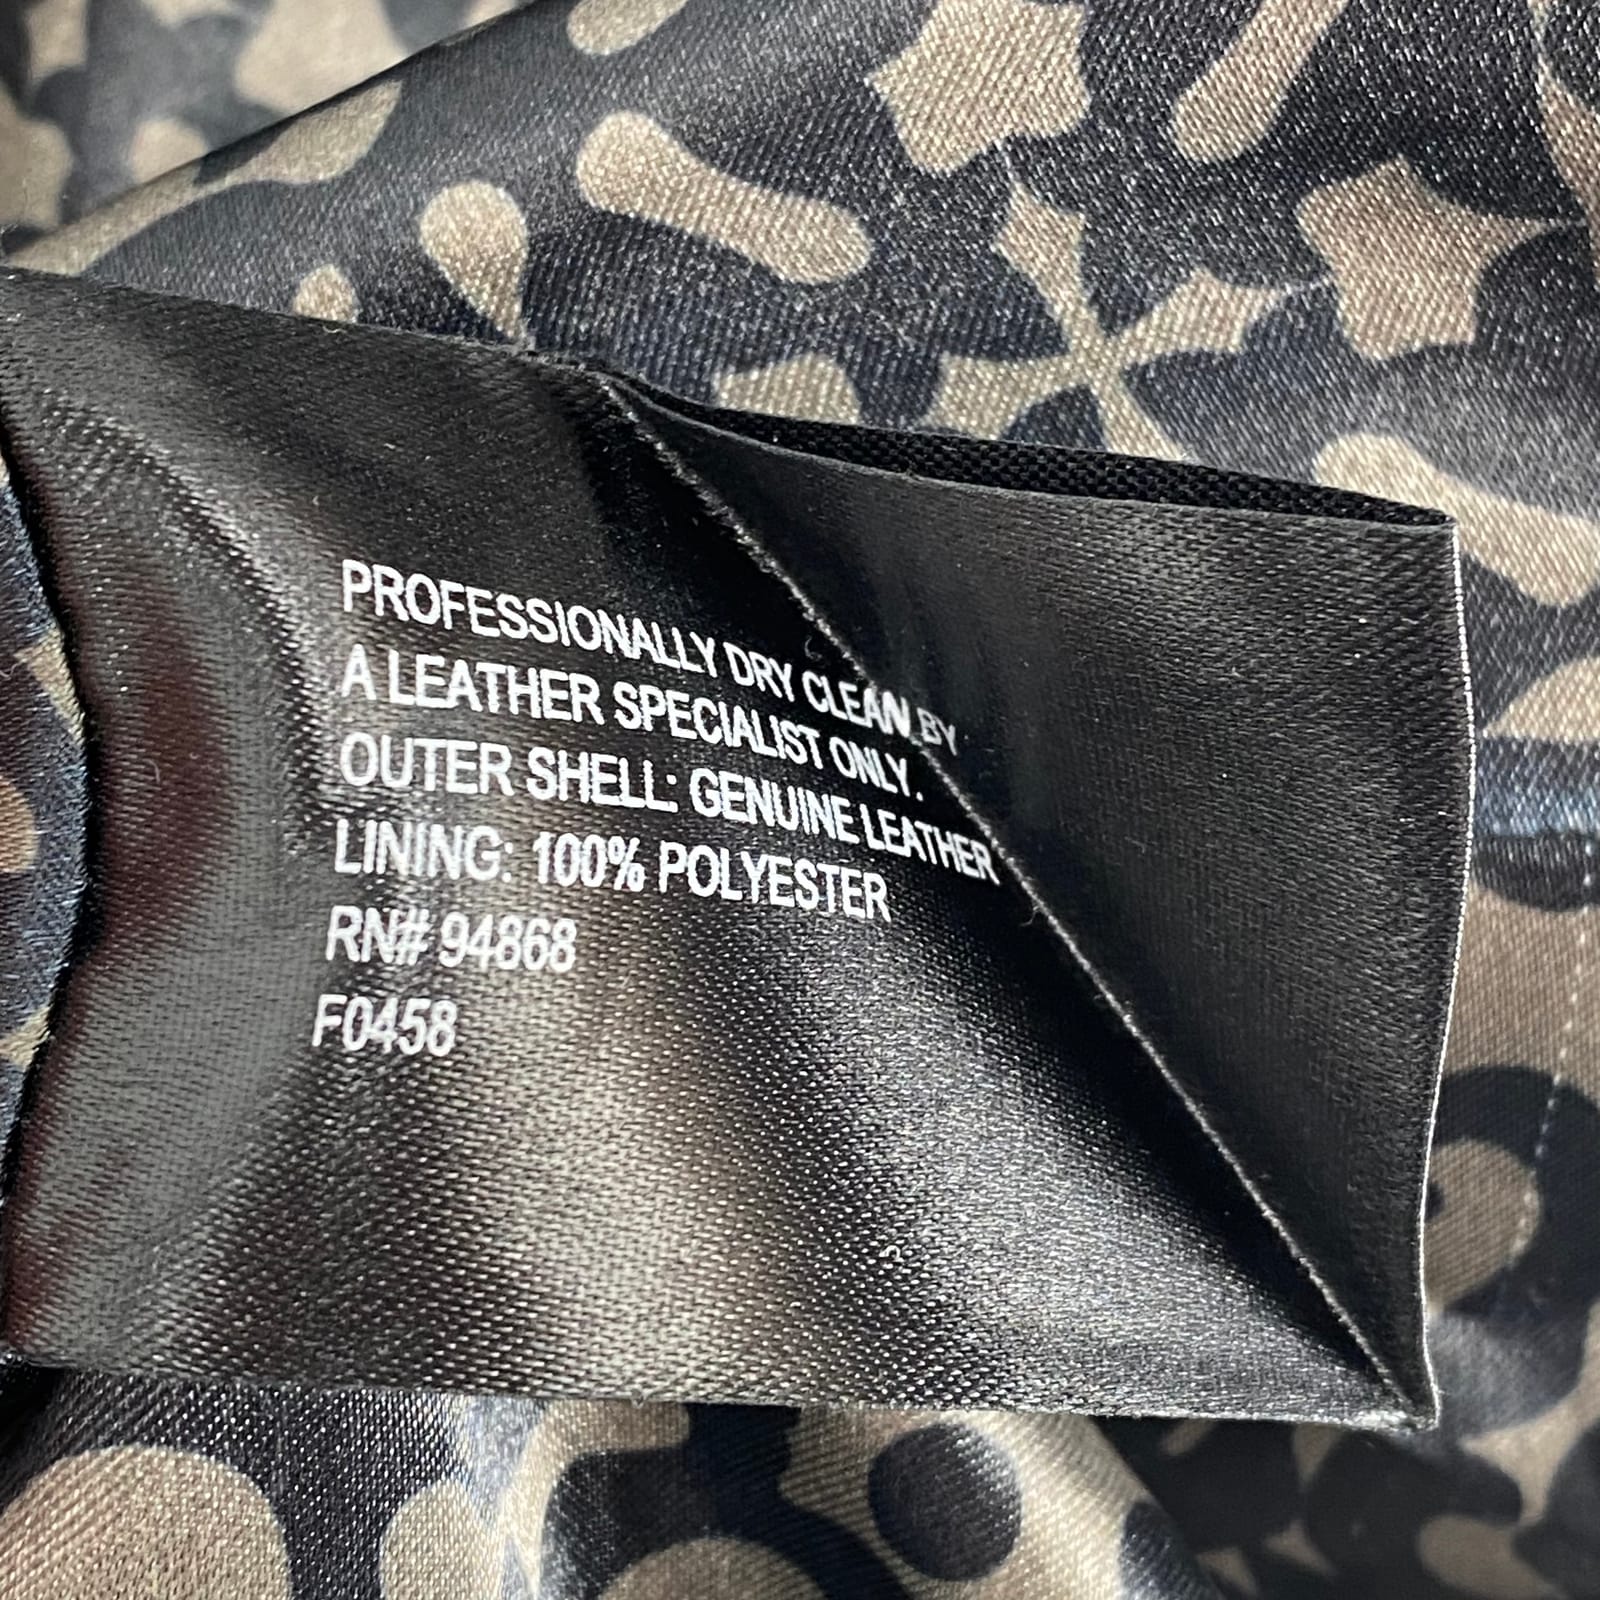 PROFESSIONALLY DRY CLEAN BY
A LEATHER SPECIALIST ONLY.
OUTER SHELL: GENUINE LEATHER
LINING: 100% POLYESTER
RN# 94868
F0458